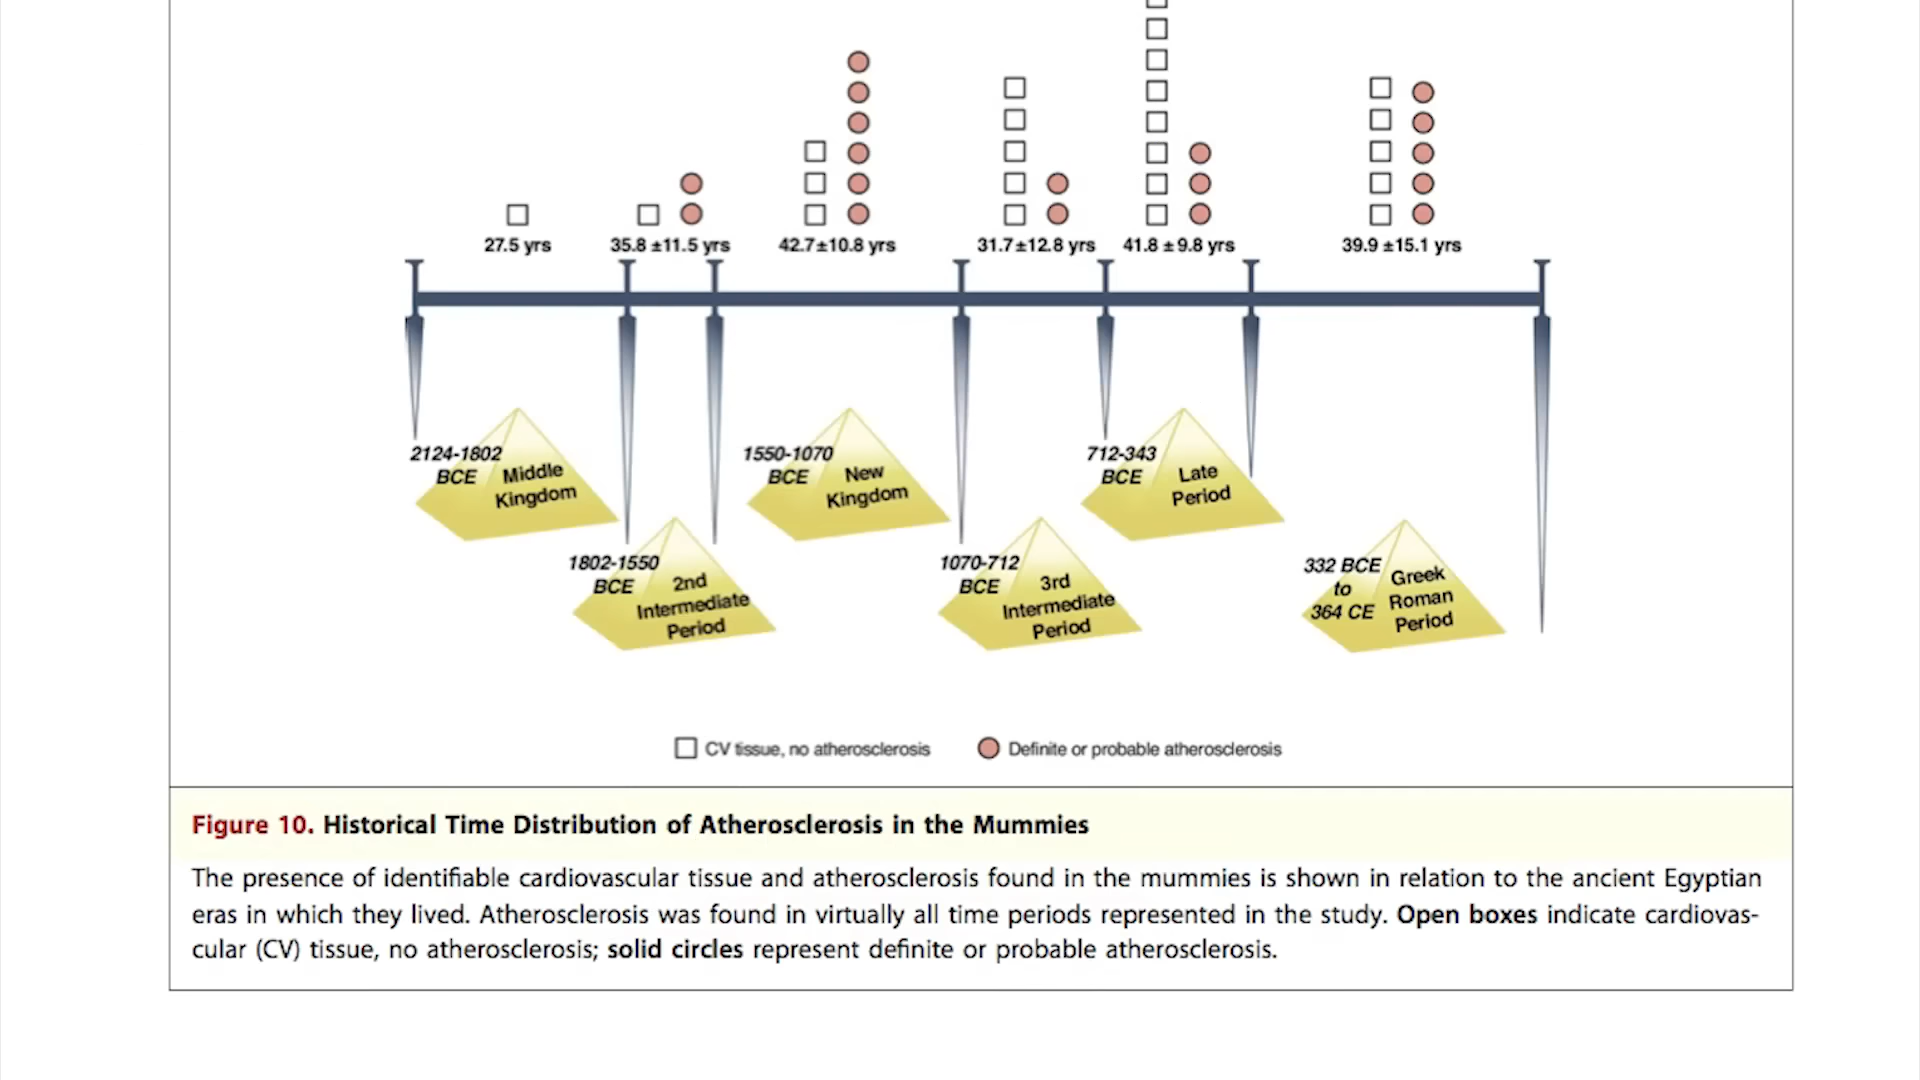 27.5 yrs
35.8 ±11.5 yrs
42.7±10.8 yrs
31.7±12.8 yrs
41.8 ±9.8 yrs
39.9 ±15.1 yrs
2124-1802
BCE
Middle
Kingdom
1802-1550
BCE
2nd
Intermediate
Period
1550-1070
BCE
New
Kingdom
1070-712
BCE
3rd
Intermediate
Period
712-343
BCE
Late
Period
332 BCE
to
364 CE
Greek
Roman
Period
CV tissue, no atherosclerosis
Definite or probable atherosclerosis
Figure 10. Historical Time Distribution of Atherosclerosis in the Mummies
The presence of identifiable cardiovascular tissue and atherosclerosis found in the mummies is shown in relation to the ancient Egyptian
eras in which they lived. Atherosclerosis was found in virtually all time periods represented in the study. Open boxes indicate cardiovas-
cular (CV) tissue, no atherosclerosis; solid circles represent definite or probable atherosclerosis.